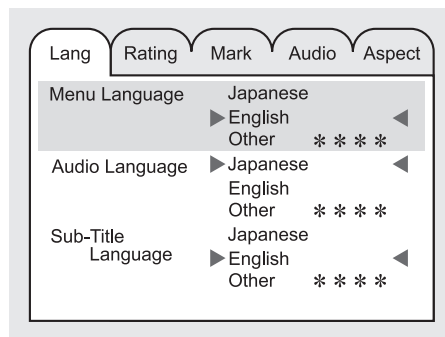 Lang Rating Mark Audio Aspect
Menu Language Japanese
▶English ◀
Other ＊＊＊＊
Audio Language ▶Japanese ◀
English
Other ＊＊＊＊
Sub-Title Japanese
Language ▶English ◀
Other ＊＊＊＊